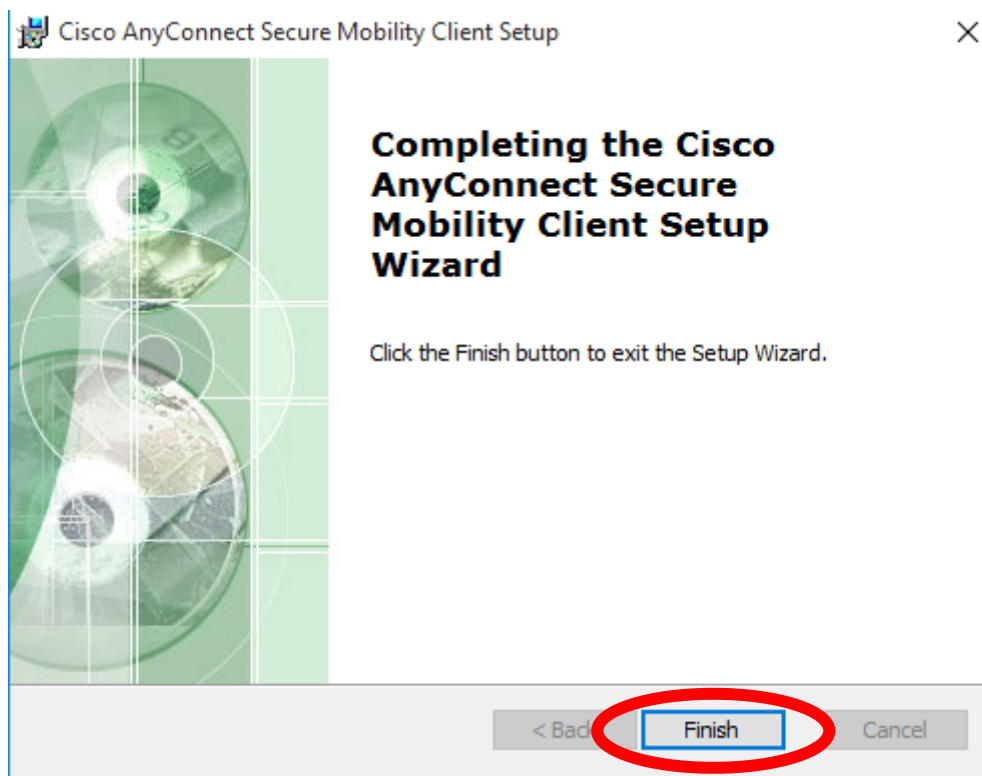 Cisco AnyConnect Secure Mobility Client Setup
Completing the Cisco
AnyConnect Secure
Mobility Client Setup
Wizard
Click the Finish button to exit the Setup Wizard.
< Back
Finish
Cancel